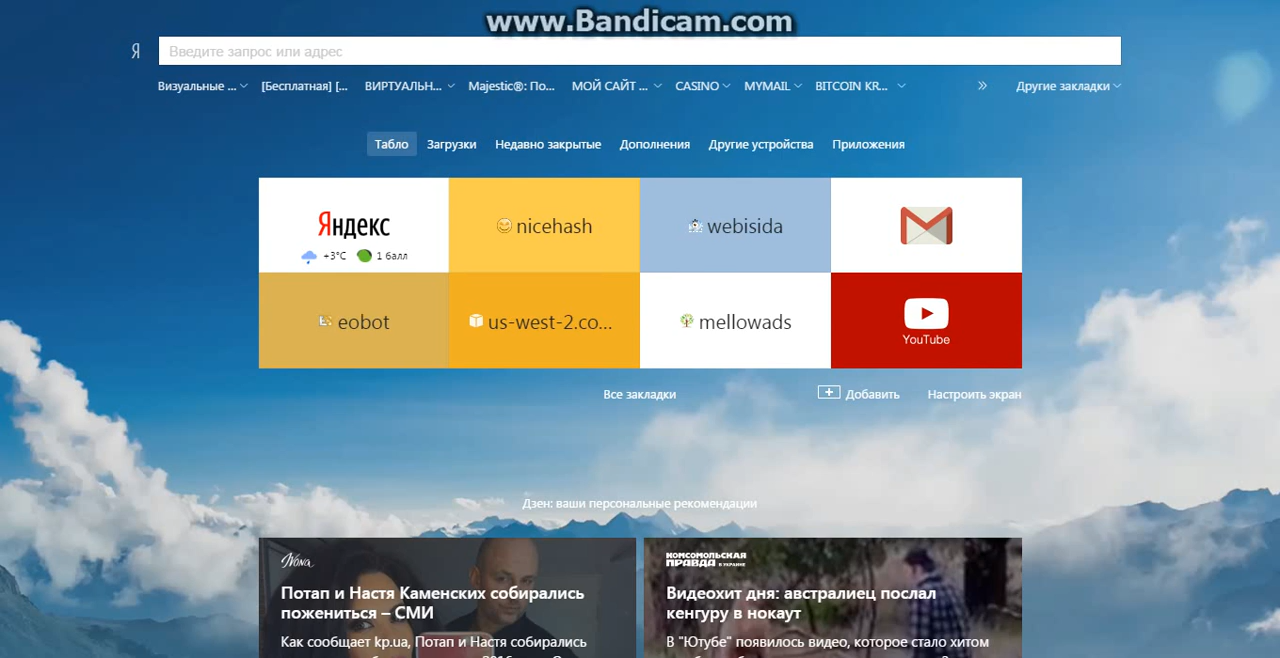 www.Bandicam.com
Я
Введите запрос или адрес
Визуальные ... [Бесплатная] [... ВИРТУАЛЬН... Majestic®: По... МОЙ САЙТ ... CASINO MYMAIL BITCOIN KR... Другие закладки
Табло Загрузки Недавно закрытые Дополнения Другие устройства Приложения
Яндекс
+3°C 1 балл
nicehash
webisida
eobot
us-west-2.co...
mellowads
YouTube
Все закладки
Добавить
Настроить экран
Дзен: ваши персональные рекомендации
Nona
Потап и Настя Каменских собирались
пожениться – СМИ
Как сообщает kp.ua, Потап и Настя собирались
КОМСОМОЛЬСКАЯ
ПРАВДА В УКРАИНЕ
Видеохит дня: австралиец послал
кенгуру в нокаут
В "Ютубе" появилось видео, которое стало хитом